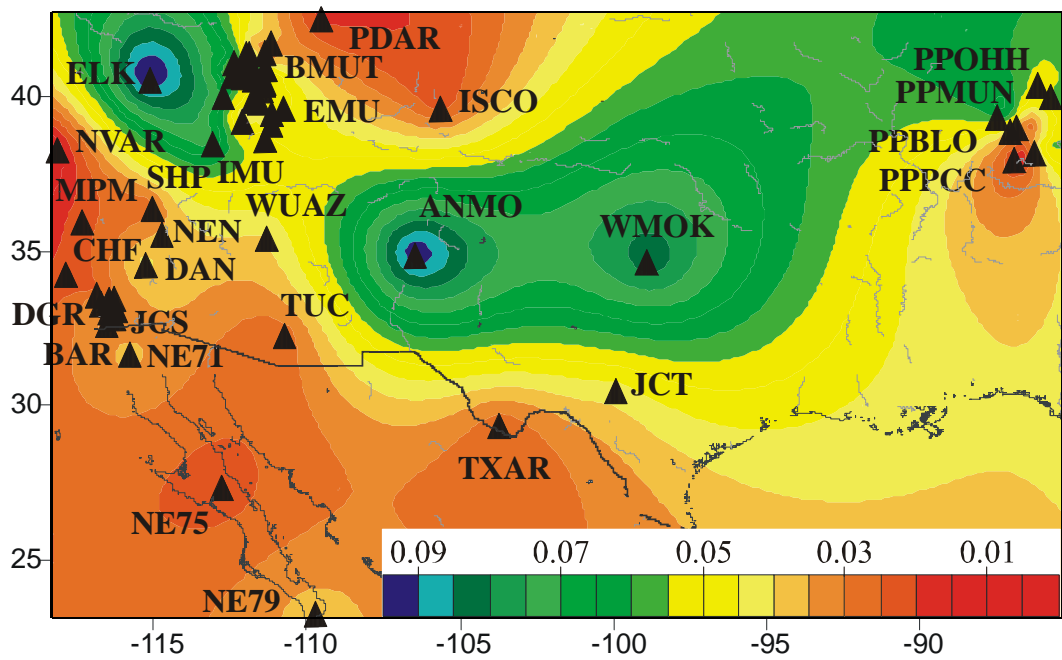 PDAR
PPOHH
ELK
BMUT
PPMUN
40
EMU
ISCO
NVAR
PPBLO
SHP
IMU
PPPCC
MPM
WUAZ
ANMO
WMOK
35
NEN
CHF
DAN
DGR
JCS
TUC
BAR
NE71
JCT
30
TXAR
NE75
0.09 0.07 0.05 0.03 0.01
25
NE79
-115 -110 -105 -100 -95 -90